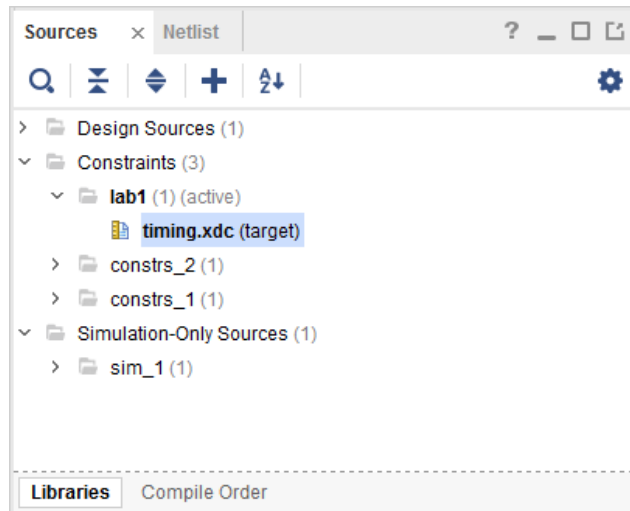 Sources × Netlist ?
A Z
Design Sources (1)
Constraints (3)
lab1 (1) (active)
timing.xdc (target)
constrs_2 (1)
constrs_1 (1)
Simulation-Only Sources (1)
sim_1 (1)
Libraries Compile Order